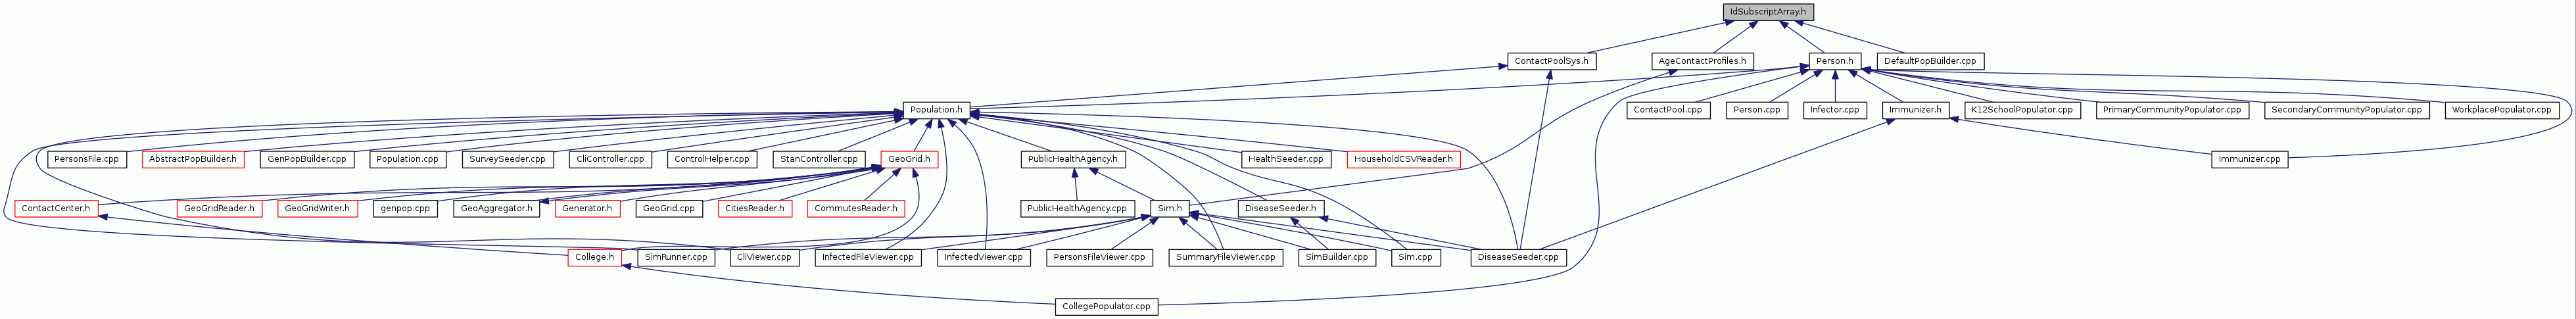 IdSubscriptArray.h
ContactPoolSys.h
AgeContactProfiles.h
Person.h
DefaultPopBuilder.cpp
Population.h
ContactPool.cpp
Person.cpp
Infector.cpp
Immunizer.h
K12SchoolPopulator.cpp
PrimaryCommunityPopulator.cpp
SecondaryCommunityPopulator.cpp
WorkplacePopulator.cpp
PersonsFile.cpp
AbstractPopBuilder.h
GenPopBuilder.cpp
Population.cpp
SurveySeeder.cpp
CliController.cpp
ControlHelper.cpp
StanController.cpp
GeoGrid.h
PublicHealthAgency.h
HealthSeeder.cpp
HouseholdCSVReader.h
Immunizer.cpp
ContactCenter.h
GeoGridReader.h
GeoGridWriter.h
genpop.cpp
GeoAggregator.h
Generator.h
GeoGrid.cpp
CitiesReader.h
CommutesReader.h
PublicHealthAgency.cpp
Sim.h
DiseaseSeeder.h
College.h
SimRunner.cpp
CliViewer.cpp
InfectedFileViewer.cpp
InfectedViewer.cpp
PersonsFileViewer.cpp
SummaryFileViewer.cpp
SimBuilder.cpp
Sim.cpp
DiseaseSeeder.cpp
CollegePopulator.cpp